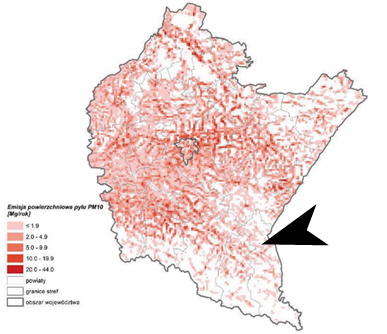 Emisja powierzchniowa pyłu PM10
[Mg/rok]
≤ 1.9
2.0 - 4.9
5.0 - 9.9
10.0 - 19.9
20.0 - 44.0
powiaty
granice stref
obszar województwa